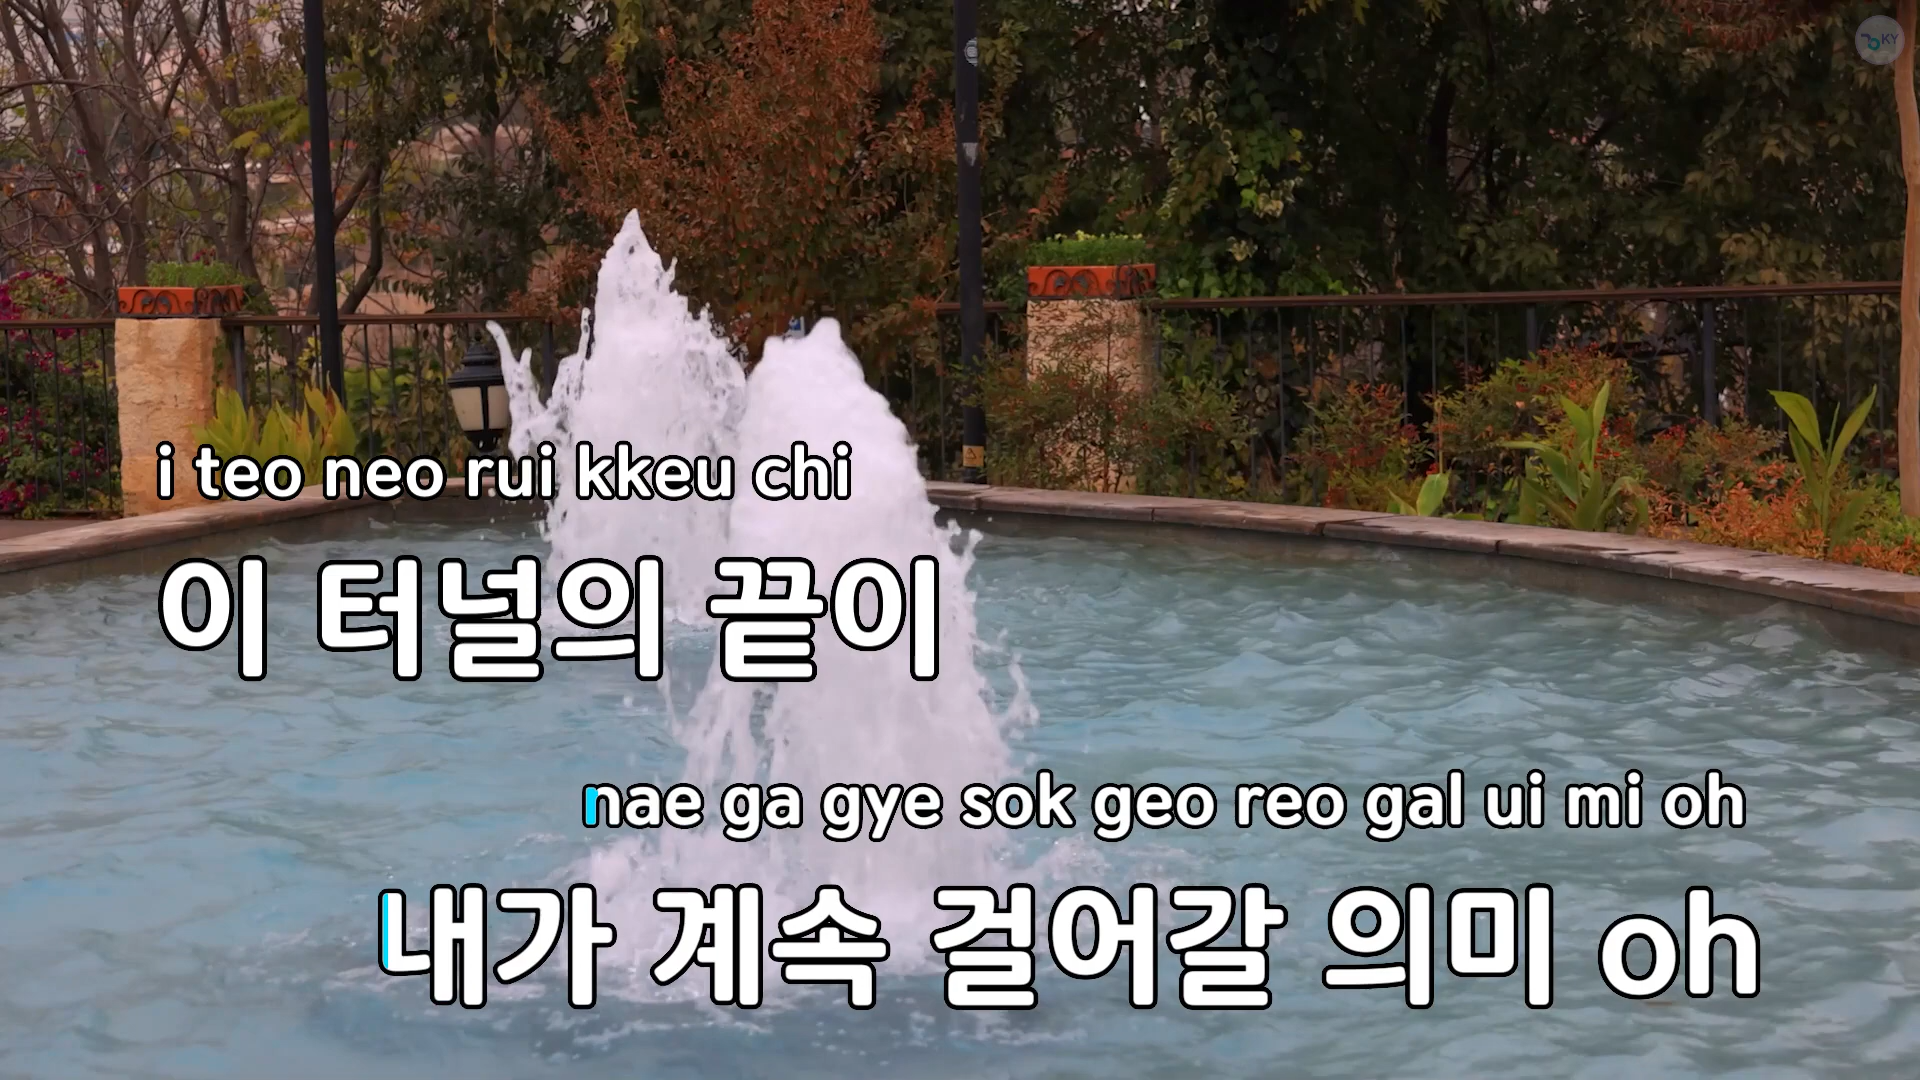 KY
i teo neo rui kkeu chi
이 터널의 끝이
nae ga gye sok geo reo gal ui mi oh
내가 계속 걸어갈 의미 oh